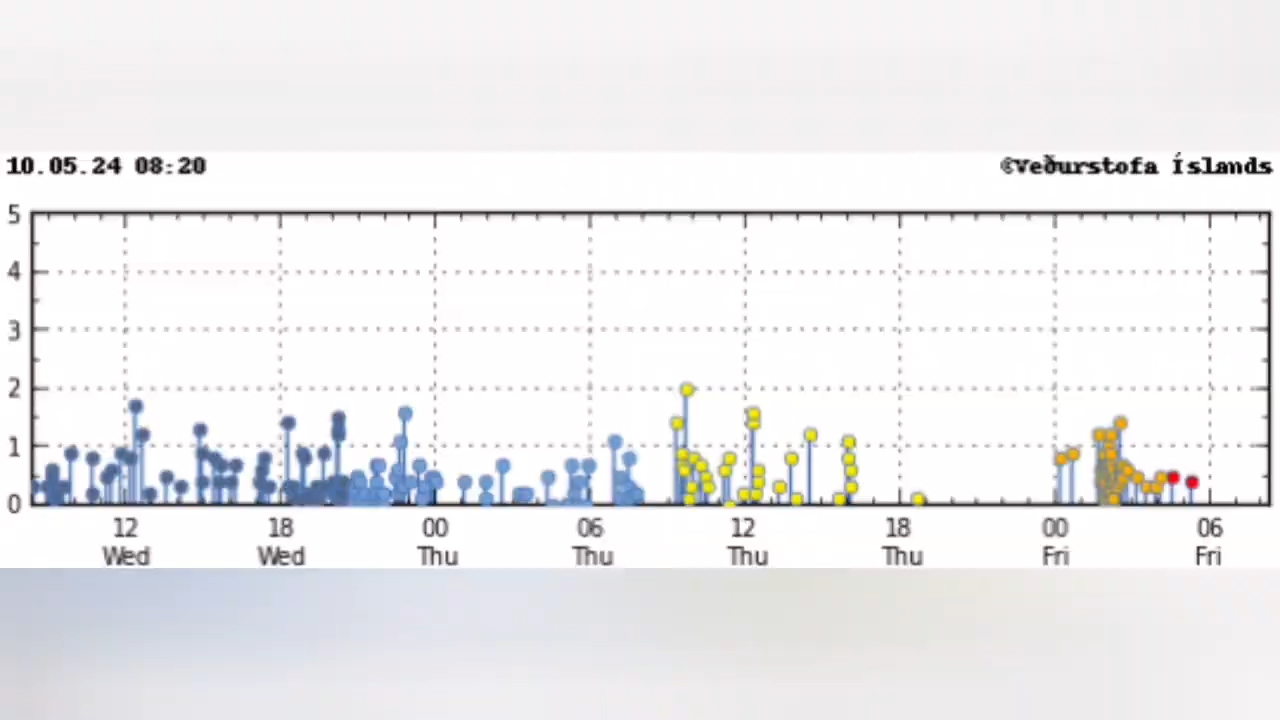 10.05.24 08:20 ©Veðurstofa Íslands
5
4
3
2
1
0
12 18 00 06 12 18 00 06
Wed Wed Thu Thu Thu Thu Fri Fri